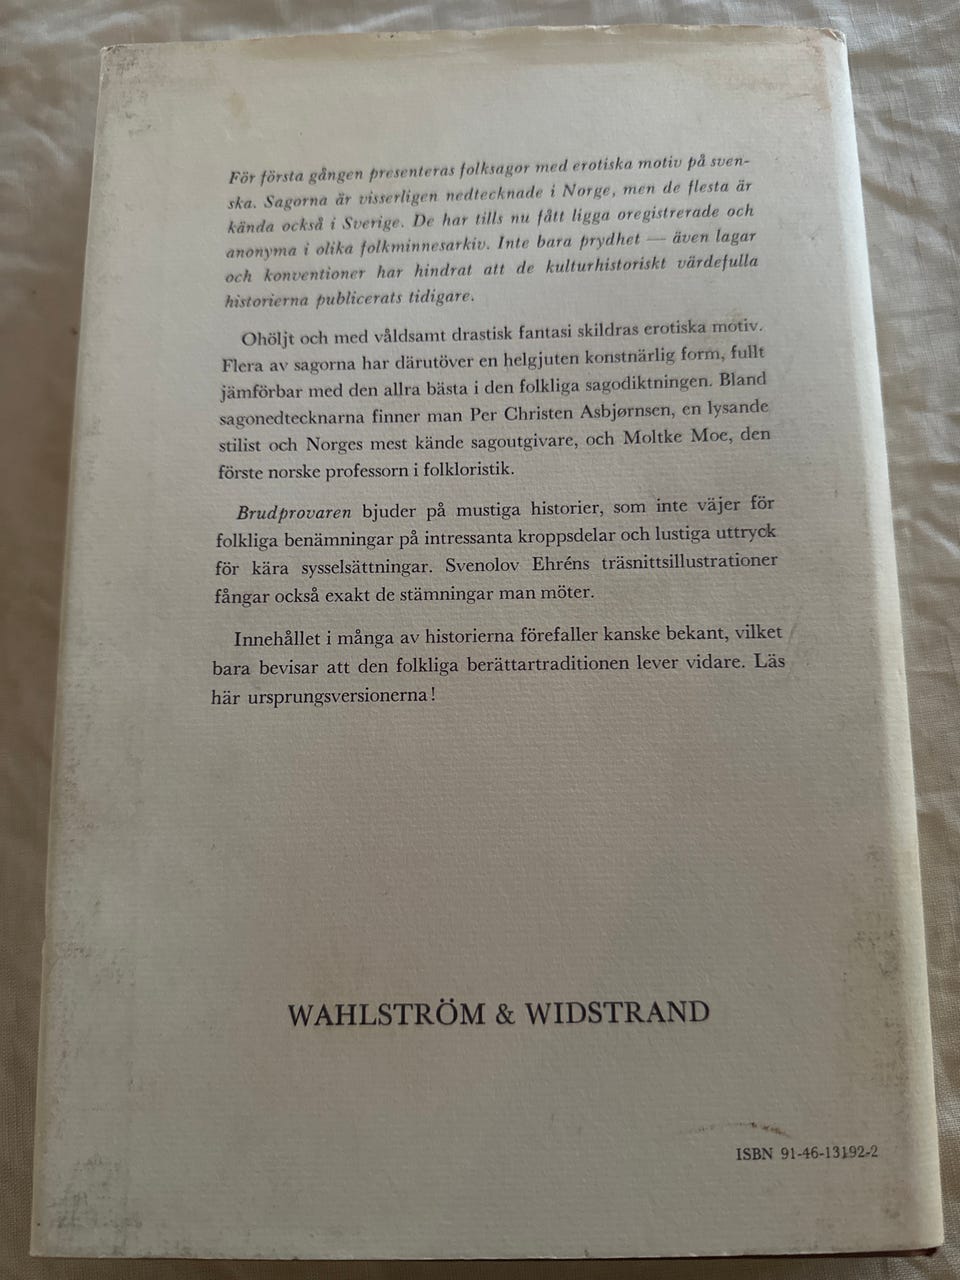 För första gången presenteras folksagor med erotiska motiv på sven-
ska. Sagorna är visserligen nedtecknade i Norge, men de flesta är
kända också i Sverige. De har tills nu fått ligga oregistrerade och
anonyma i olika folkminnesarkiv. Inte bara prydhet — även lagar
och konventioner har hindrat att de kulturhistoriskt värdefulla
historierna publicerats tidigare.
Ohöljt och med våldsamt drastisk fantasi skildras erotiska motiv.
Flera av sagorna har därutöver en helgjuten konstnärlig form, fullt
jämförbar med den allra bästa i den folkliga sagodiktningen. Bland
sagonedtecknarna finner man Per Christen Asbjørnsen, en lysande
stilist och Norges mest kände sagoutgivare, och Moltke Moe, den
förste norske professorn i folkloristik.
Brudprovaren bjuder på mustiga historier, som inte väjer för
folkliga benämningar på intressanta kroppsdelar och lustiga uttryck
för kära sysselsättningar. Svenolov Ehréns träsnittsillustrationer
fångar också exakt de stämningar man möter.
Innehållet i många av historierna förefaller kanske bekant, vilket
bara bevisar att den folkliga berättartraditionen lever vidare. Läs
här ursprungsversionerna!
WAHLSTRÖM & WIDSTRAND
ISBN 91-46-13192-2